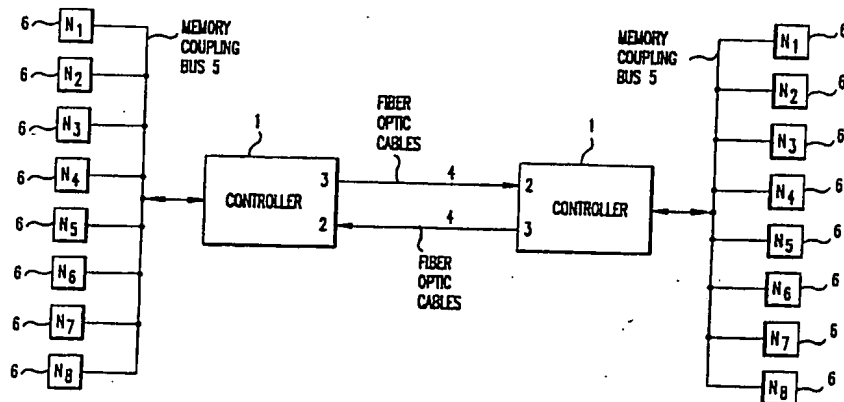 6 N1
6 N2
6 N3
6 N4
6 N5
6 N6
6 N7
6 N8
MEMORY
COUPLING
BUS 5
1
CONTROLLER
3
2
FIBER
OPTIC
CABLES
4
4
FIBER
OPTIC
CABLES
1
2
CONTROLLER
3
MEMORY
COUPLING
BUS 5
N1 6
N2 6
N3 6
N4 6
N5 6
N6 6
N7 6
N8 6